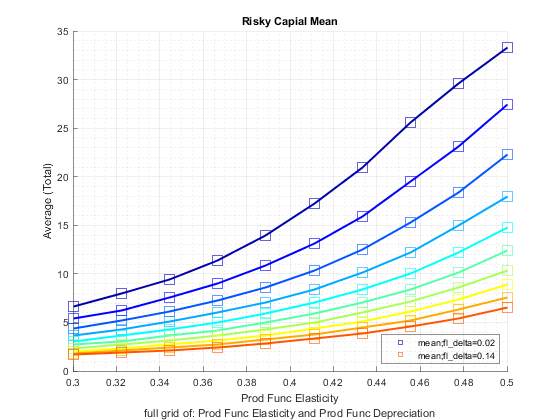 Risky Capial Mean
35
30
25
20
15
10
5
0
Average (Total)
0.3 0.32 0.34 0.36 0.38 0.4 0.42 0.44 0.46 0.48 0.5
mean;fl_delta=0.02
mean;fl_delta=0.14
Prod Func Elasticity
full grid of: Prod Func Elasticity and Prod Func Depreciation